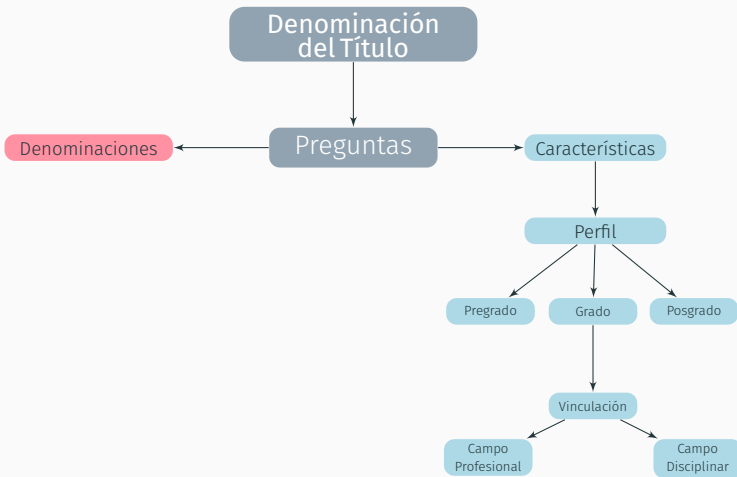 Denominación
del Título
Denominaciones
Preguntas
Características
Perfil
Pregrado
Grado
Posgrado
Vinculación
Campo
Profesional
Campo
Disciplinar